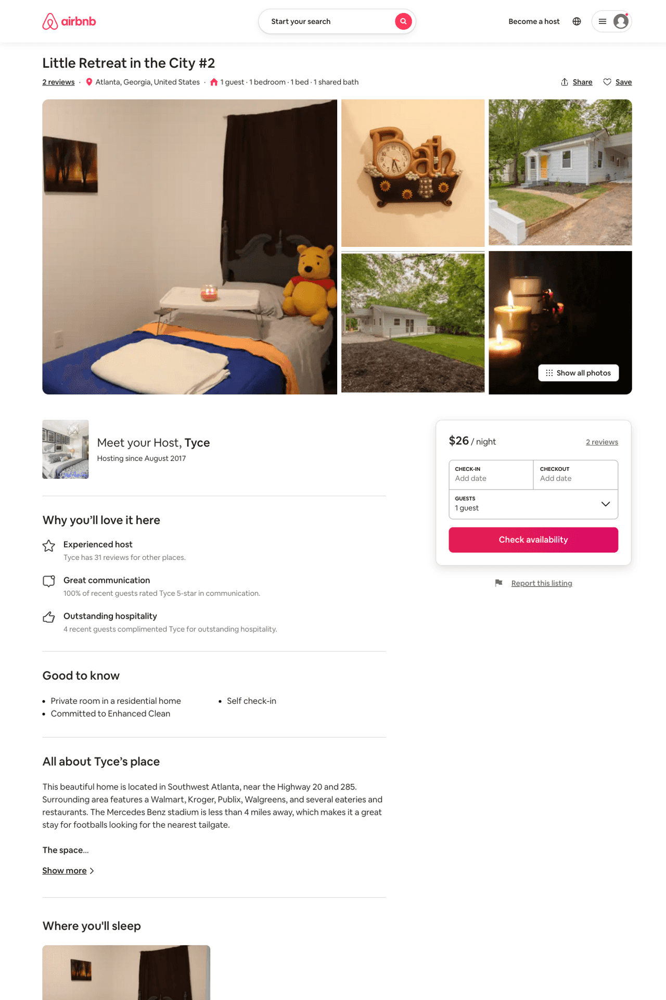 airbnb
Start your search
Become a host
Little Retreat in the City #2
2 reviews · Atlanta, Georgia, United States · 1 guest · 1 bedroom · 1 bed · 1 shared bath
Share
Save
Bath
Show all photos
Meet your Host, Tyce
Hosting since August 2017
$26 / night
2 reviews
CHECK-IN
Add date
CHECKOUT
Add date
GUESTS
1 guest
Check availability
Report this listing
Why you’ll love it here
Experienced host
Tyce has 31 reviews for other places.
Great communication
100% of recent guests rated Tyce 5-star in communication.
Outstanding hospitality
4 recent guests complimented Tyce for outstanding hospitality.
Good to know
• Private room in a residential home
• Self check-in
• Committed to Enhanced Clean
All about Tyce’s place
This beautiful home is located in Southwest Atlanta, near the Highway 20 and 285.
Surrounding area features a Walmart, Kroger, Publix, Walgreens, and several eateries and
restaurants. The Mercedes Benz stadium is less than 4 miles away, which makes it a great
stay for footballs looking for the nearest tailgate.
The space...
Show more
Where you'll sleep